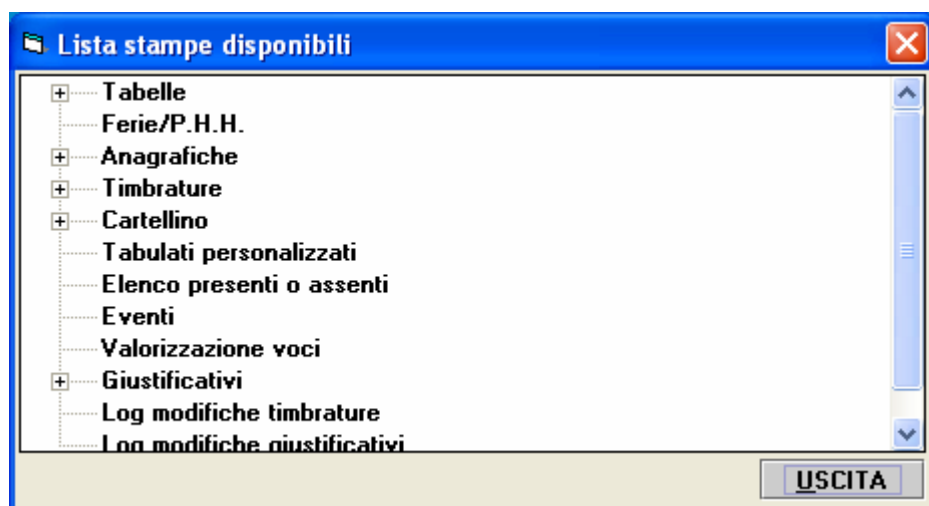 Lista stampe disponibili
Tabelle
Ferie/P.H.H.
Anagrafiche
Timbrature
Cartellino
Tabulati personalizzati
Elenco presenti o assenti
Eventi
Valorizzazione voci
Giustificativi
Log modifiche timbrature
Log modifiche giustificativi
USCITA